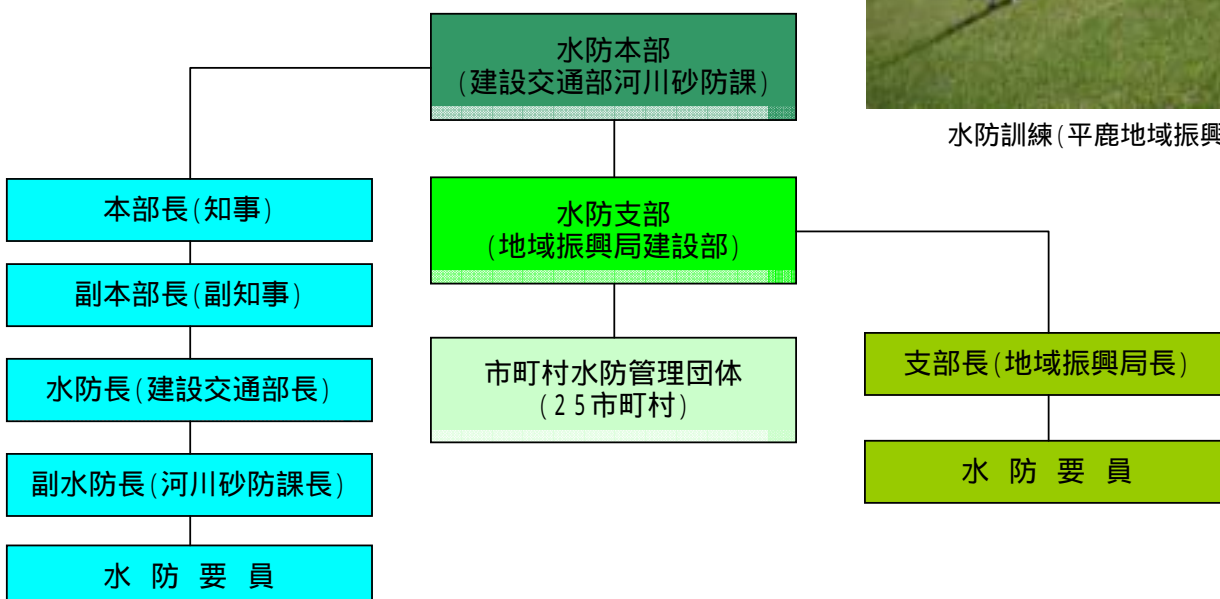 水防本部
(建設交通部河川砂防課)
水防訓練(平鹿地域振興
本部長(知事)
水防支部
(地域振興局建設部)
副本部長(副知事)
支部長(地域振興局長)
市町村水防管理団体
(25市町村)
水防長(建設交通部長)
副水防長(河川砂防課長)
水 防 要 員
水 防 要 員